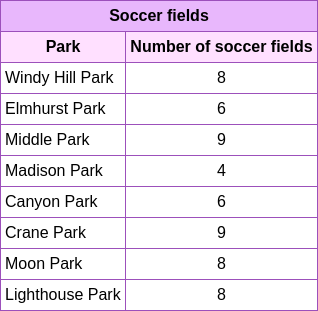 Soccer fields
Park Number of soccer fields
Windy Hill Park 8
Elmhurst Park 6
Middle Park 9
Madison Park 4
Canyon Park 6
Crane Park 9
Moon Park 8
Lighthouse Park 8